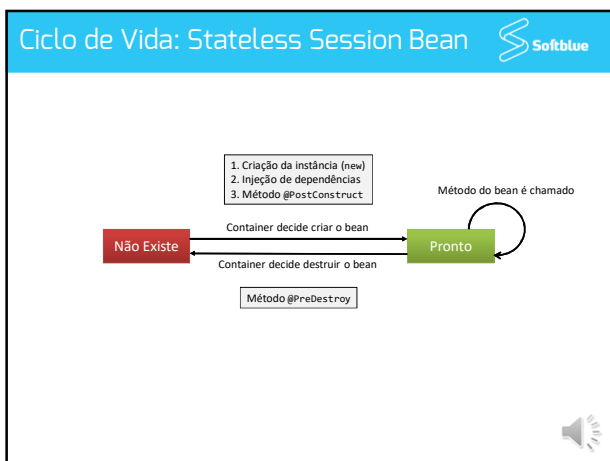 Ciclo de Vida: Stateless Session Bean
Softblue
1. Criação da instância (new)
2. Injeção de dependências
3. Método @PostConstruct
Método do bean é chamado
Container decide criar o bean
Não Existe
Pronto
Container decide destruir o bean
Método @PreDestroy